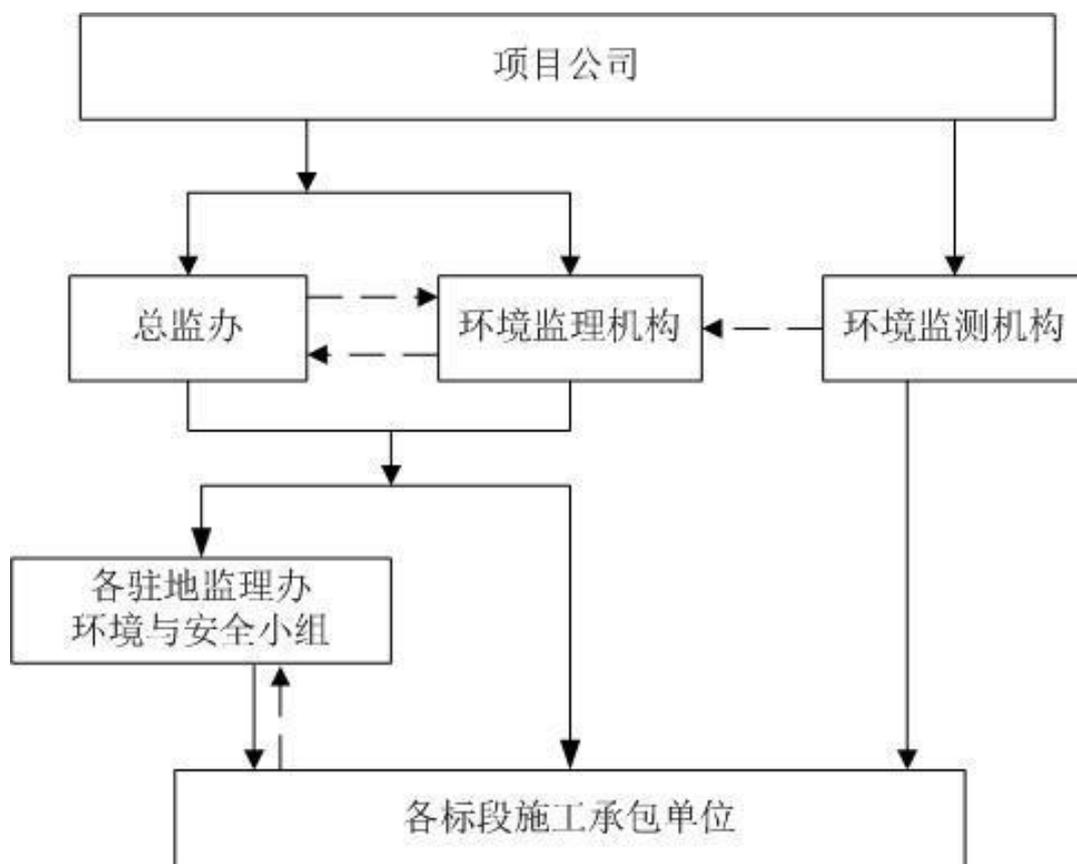 项目公司
总监办
环境监理机构
环境监测机构
各驻地监理办
环境与安全小组
各标段施工承包单位